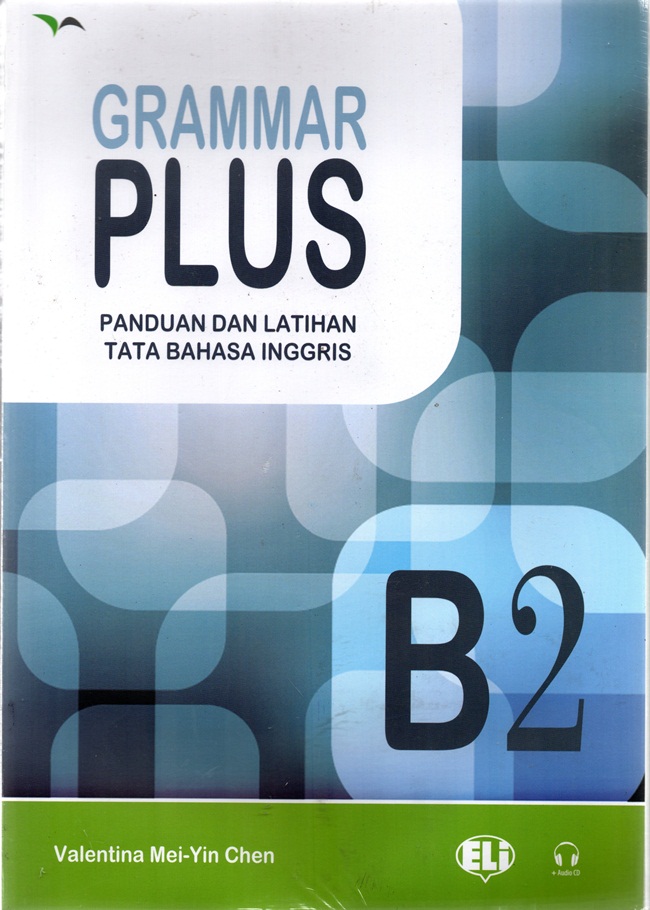 GRAMMAR
PLUS
PANDUAN DAN LATIHAN
TATA BAHASA INGGRIS
B2
Valentina Mei-Yin Chen
ELi
+ Audio CD